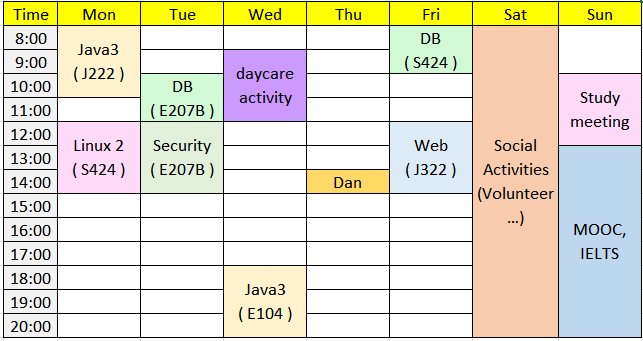 Time Mon Tue Wed Thu Fri Sat Sun
8:00
Java3
( J222 )
DB
( S424 )
9:00
daycare
activity
10:00
DB
( E207B )
Study
meeting
11:00
12:00
Linux 2
( S424 )
Security
( E207B )
Web
( J322 )
Social
Activities
(Volunteer
...)
13:00
14:00
Dan
15:00
16:00
MOOC,
IELTS
17:00
18:00
Java3
( E104 )
19:00
20:00